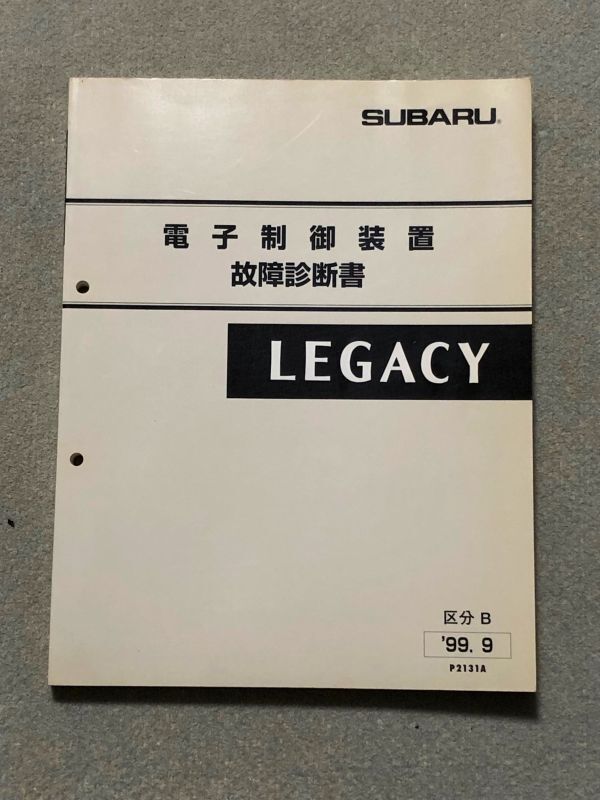 SUBARU®
電子制御装置
故障診断書
LEGACY
区分 B
'99. 9
P2131A